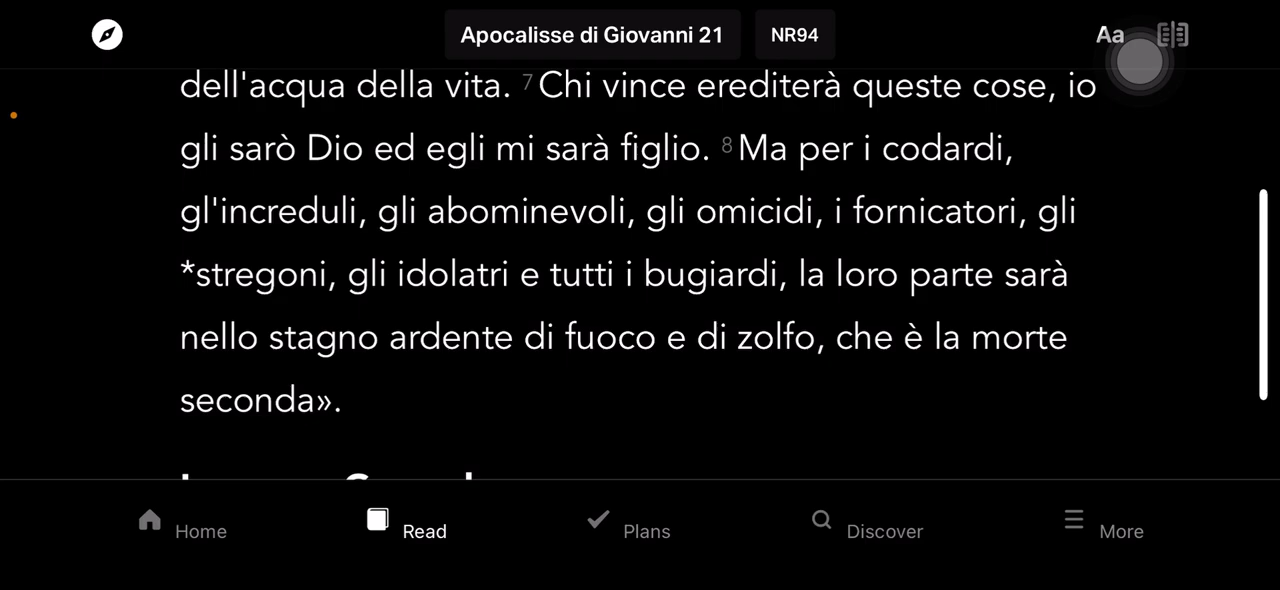 Apocalisse di Giovanni 21 NR94 Aa
dell'acqua della vita. 7 Chi vince erediterà queste cose, io
gli sarò Dio ed egli mi sarà figlio. 8 Ma per i codardi,
gl'increduli, gli abominevoli, gli omicidi, i fornicatori, gli
*stregoni, gli idolatri e tutti i bugiardi, la loro parte sarà
nello stagno ardente di fuoco e di zolfo, che è la morte
seconda».
Home Read Plans Discover More